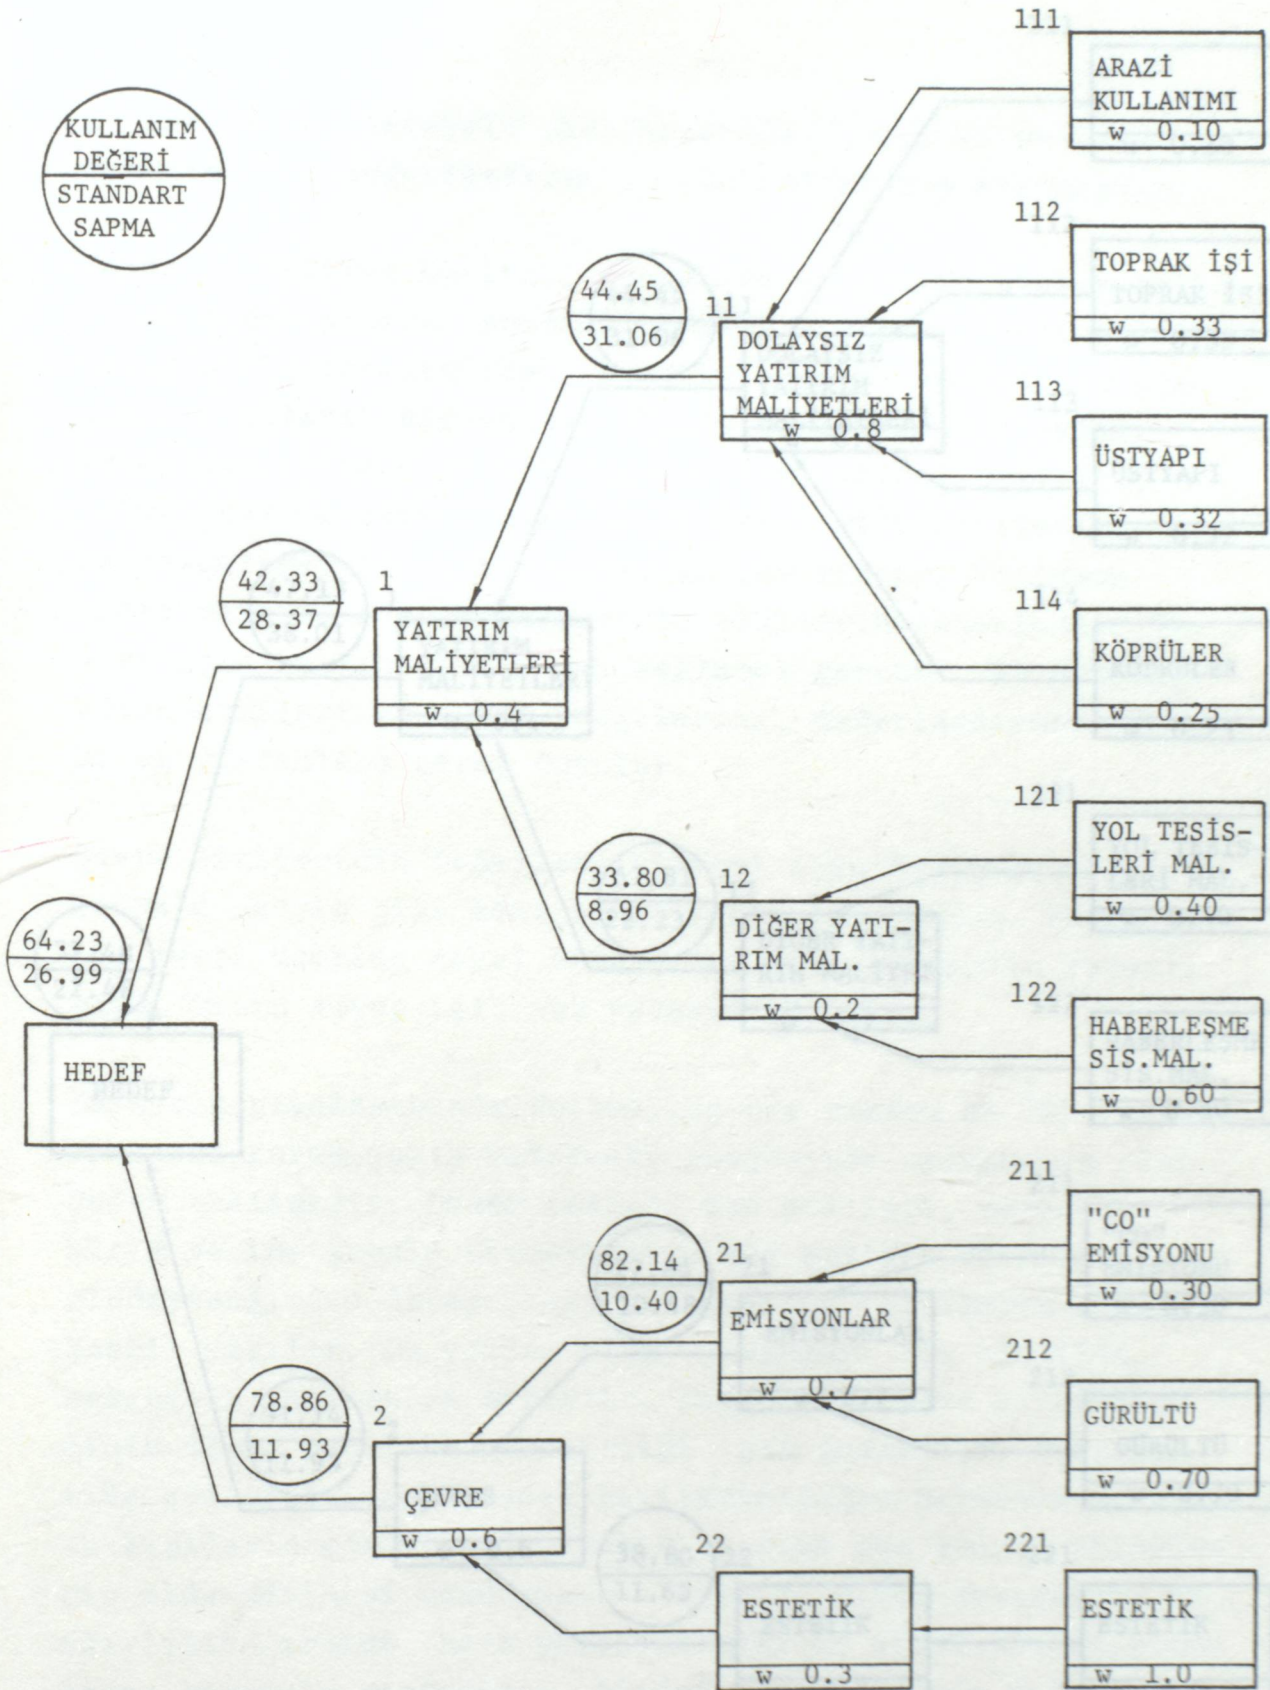 KULLANIM
DEĞERİ
STANDART
SAPMA
111
ARAZİ
KULLANIMI
w 0.10
112
TOPRAK İŞİ
w 0.33
44.45
31.06
11
DOLAYSIZ
YATIRIM
MALİYETLERİ
w 0.8
113
ÜSTYAPI
w 0.32
42.33
28.37
1
YATIRIM
MALİYETLERİ
w 0.4
114
KÖPRÜLER
w 0.25
121
YOL TESİS-
LERİ MAL.
w 0.40
33.80
8.96
12
DİĞER YATI-
RIM MAL.
w 0.2
64.23
26.99
HEDEF
122
HABERLEŞME
SİS.MAL.
w 0.60
211
"CO"
EMİSYONU
w 0.30
82.14
10.40
21
EMİSYONLAR
w 0.7
212
GÜRÜLTÜ
w 0.70
78.86
11.93
2
ÇEVRE
w 0.6
22
ESTETİK
w 0.3
221
ESTETİK
w 1.0